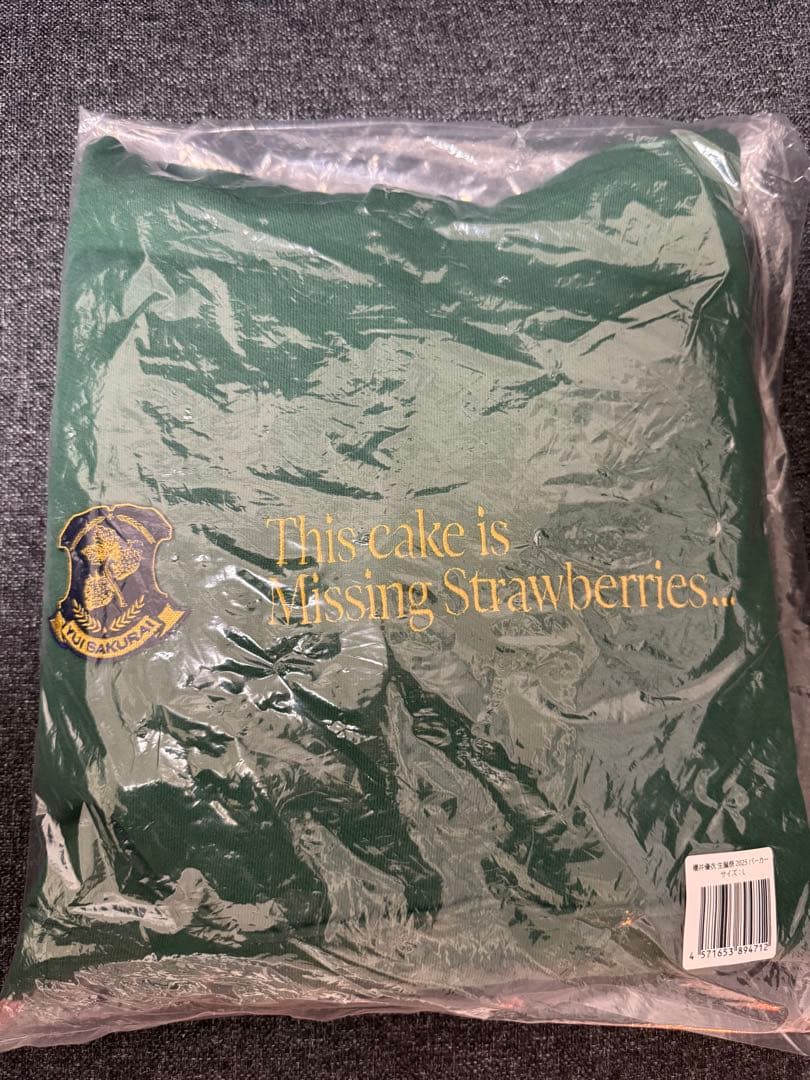 This cake is
Missing Strawberries...
YUI SAKURAI
櫻井優衣 生誕祭 2025 パーカー
サイズ：L
4 571653 894712